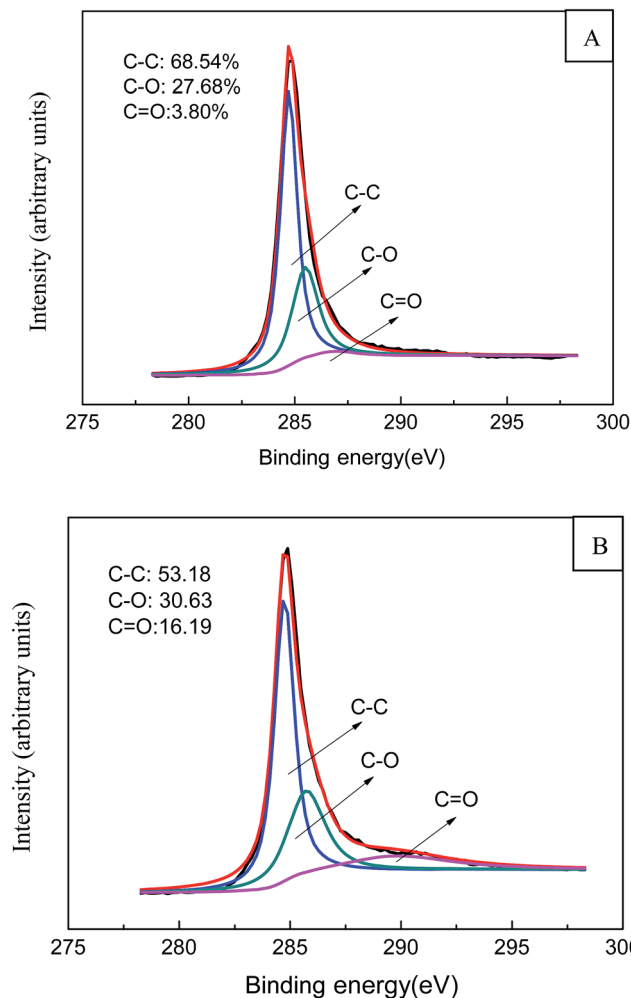 A
C-C: 68.54%
C-O: 27.68%
C=O:3.80%
C-C
C-O
C=O
Intensity (arbitrary units)
275 280 285 290 295 300
Binding energy(eV)
B
C-C: 53.18
C-O: 30.63
C=O:16.19
C-C
C-O
C=O
Intensity (arbitrary units)
275 280 285 290 295
Binding energy(eV)